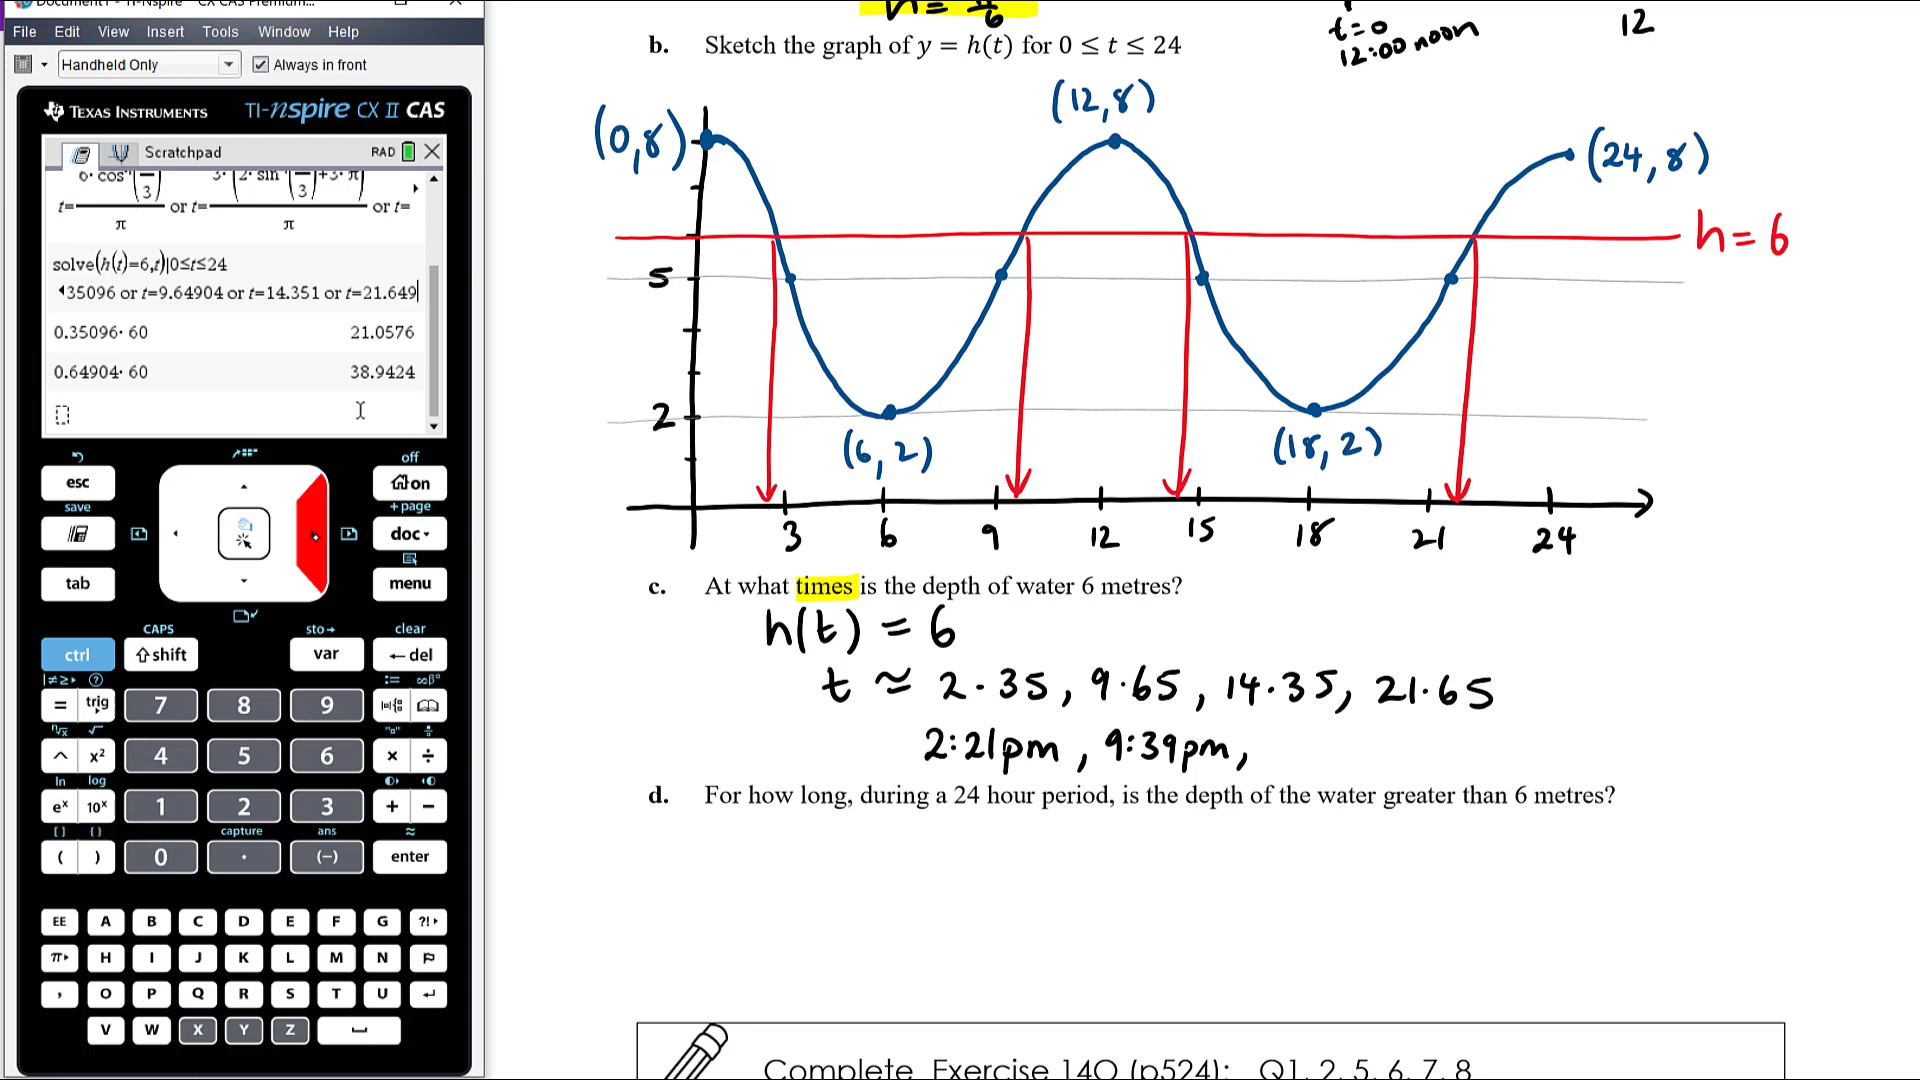 File Edit View Insert Tools Window Help
Handheld Only
Always in front
TEXAS INSTRUMENTS TI-nspire CX II CAS
Scratchpad RAD
t= or t= or t=
π π
solve(h(t)=6,t)|0≤t≤24
35096 or t=9.64904 or t=14.351 or t=21.649
0.35096·60 21.0576
0.64904·60 38.9424
off
esc
on
save
+ page
doc
tab
menu
CAPS sto→ clear
ctrl shift var ←del
= trig 7 8 9
^ x² 4 5 6 × ÷
ln log
eˣ 10ˣ 1 2 3 + −
[ ] { } capture ans ≈
( ) 0 . (−) enter
EE A B C D E F G ?!
π H I J K L M N
, O P Q R S T U
V W X Y Z
t=0
12:00 noon
12
b. Sketch the graph of y = h(t) for 0 ≤ t ≤ 24
(0,8)
(12,8)
(24,8)
h=6
5
2
(6,2)
(18,2)
3 6 9 12 15 18 21 24
c. At what times is the depth of water 6 metres?
h(t) = 6
t ≈ 2.35, 9.65, 14.35, 21.65
2:21pm, 9:39pm,
d. For how long, during a 24 hour period, is the depth of the water greater than 6 metres?
Complete Exercise 14O (p524): Q1, 2, 5, 6, 7, 8